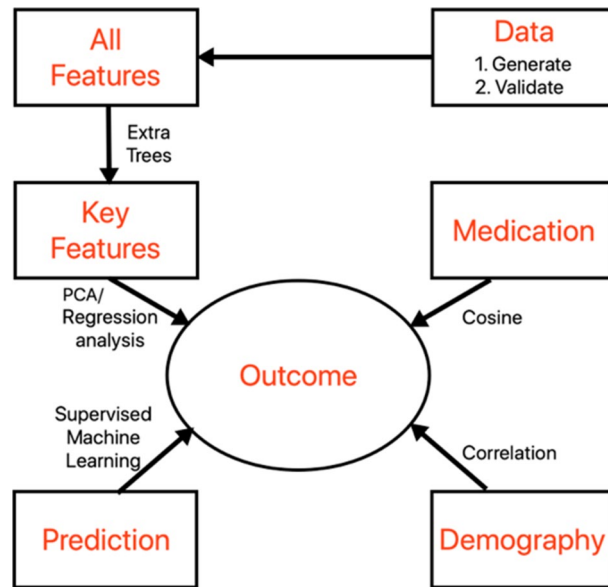 All
Features
Data
1. Generate
2. Validate
Extra
Trees
Key
Features
Medication
PCA/
Regression
analysis
Cosine
Outcome
Supervised
Machine
Learning
Correlation
Prediction
Demography